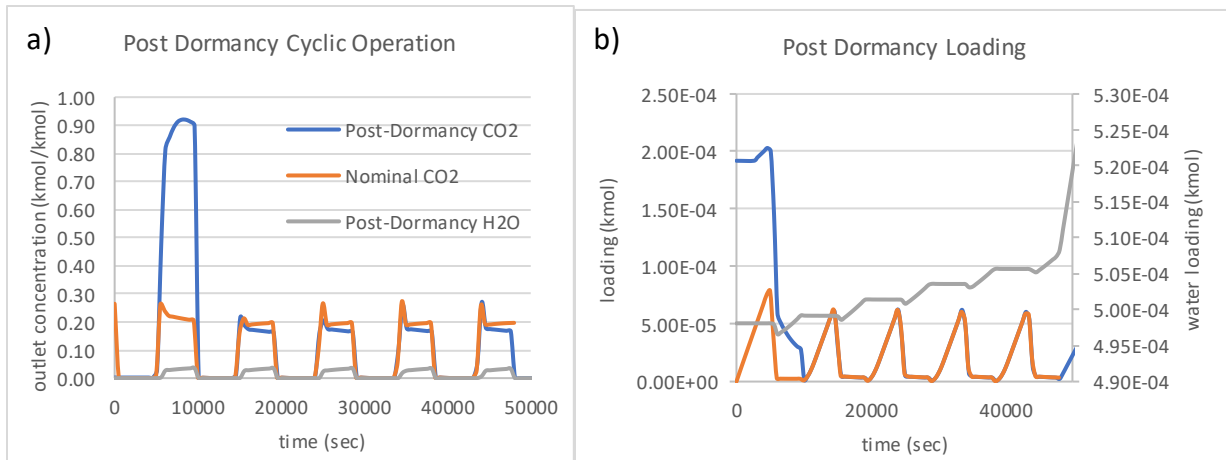 a)
Post Dormancy Cyclic Operation
outlet concentration (kmol/kmol)
1.00
0.90
0.80
0.70
0.60
0.50
0.40
0.30
0.20
0.10
0.00
Post-Dormancy CO2
Nominal CO2
Post-Dormancy H2O
0 10000 20000 30000 40000 50000
time (sec)
b)
Post Dormancy Loading
loading (kmol)
2.50E-04
2.00E-04
1.50E-04
1.00E-04
5.00E-05
0.00E+00
5.30E-04
5.25E-04
5.20E-04
5.15E-04
5.10E-04
5.05E-04
5.00E-04
4.95E-04
4.90E-04
water loading (kmol)
0 20000 40000
time (sec)